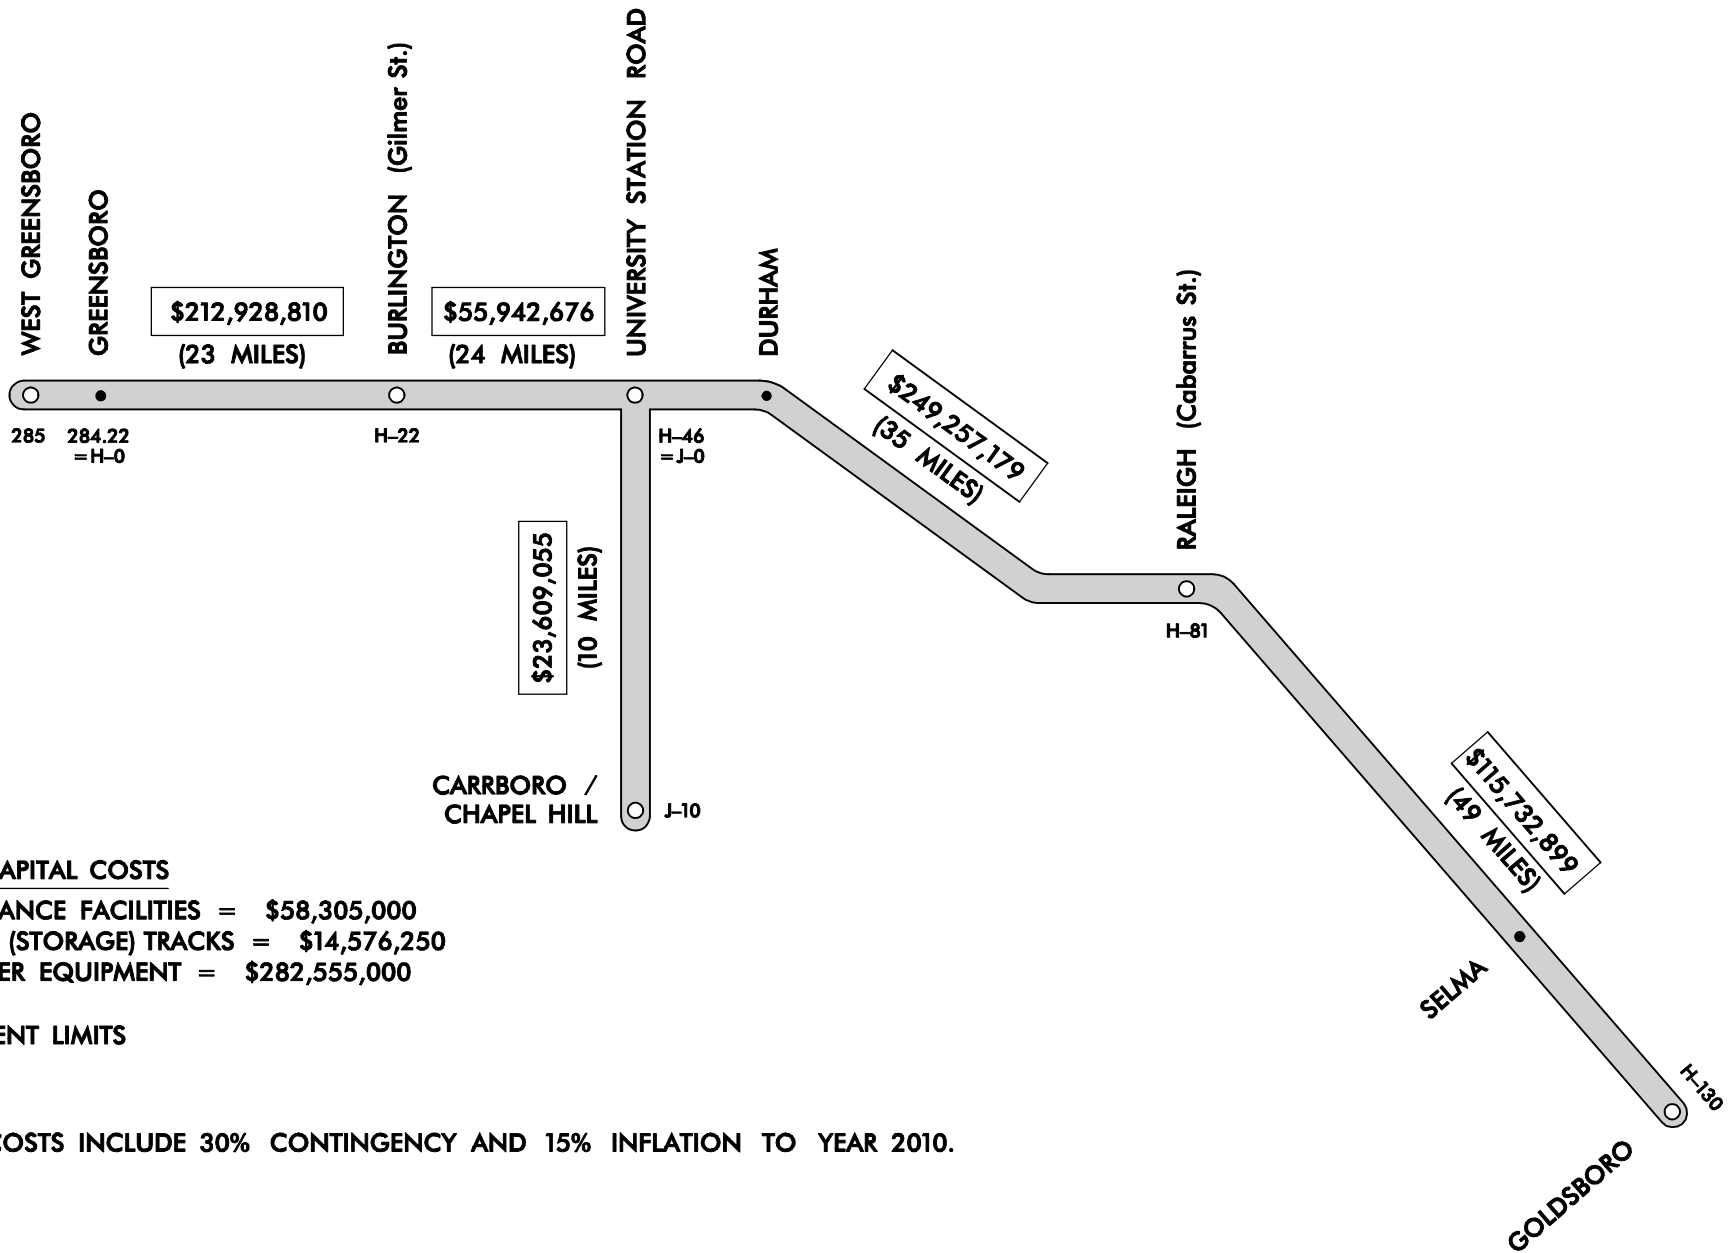 WEST GREENSBORO
GREENSBORO
BURLINGTON (Gilmer St.)
UNIVERSITY STATION ROAD
DURHAM
RALEIGH (Cabarrus St.)
$212,928,810
(23 MILES)
$55,942,676
(24 MILES)
$249,257,179
(35 MILES)
285
284.22
=H–0
H–22
H–46
=J–0
H–81
$23,609,055
(10 MILES)
CARRBORO /
CHAPEL HILL
J–10
$115,732,899
(49 MILES)
SELMA
H–130
GOLDSBORO
APITAL COSTS
ANCE FACILITIES = $58,305,000
(STORAGE) TRACKS = $14,576,250
ER EQUIPMENT = $282,555,000
ENT LIMITS
COSTS INCLUDE 30% CONTINGENCY AND 15% INFLATION TO YEAR 2010.